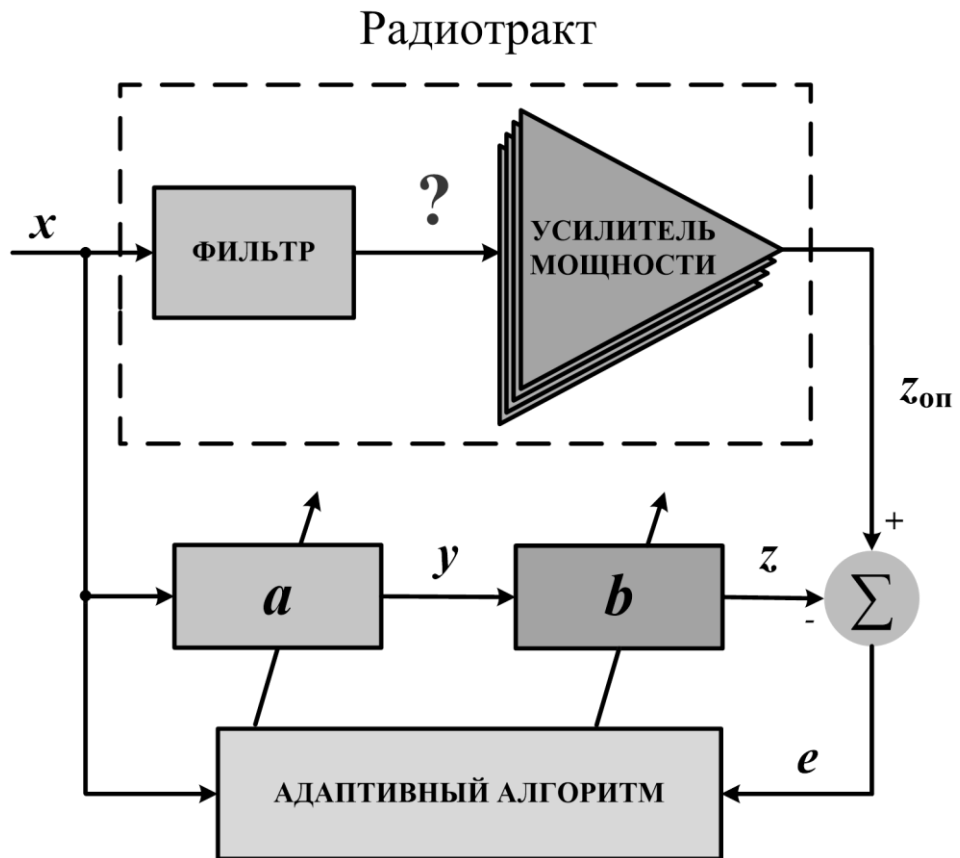 Радиотракт
?
x
ФИЛЬТР
УСИЛИТЕЛЬ
МОЩНОСТИ
zоп
+
a
y
b
z
-
∑
e
АДАПТИВНЫЙ АЛГОРИТМ